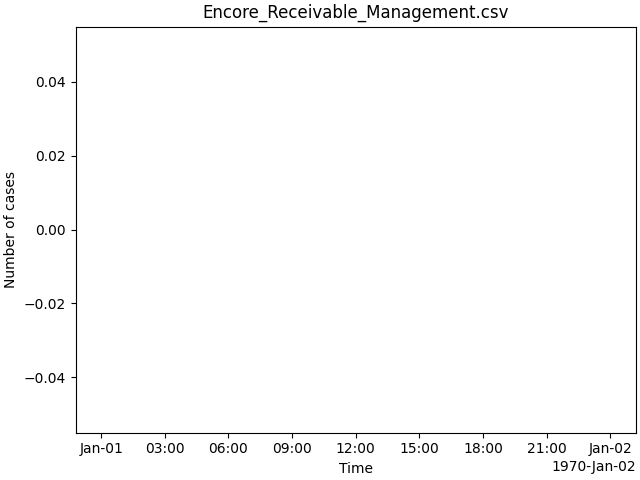 Encore_Receivable_Management.csv
Number of cases
0.04
0.02
0.00
−0.02
−0.04
Jan-01 03:00 06:00 09:00 12:00 15:00 18:00 21:00 Jan-02
1970-Jan-02
Time